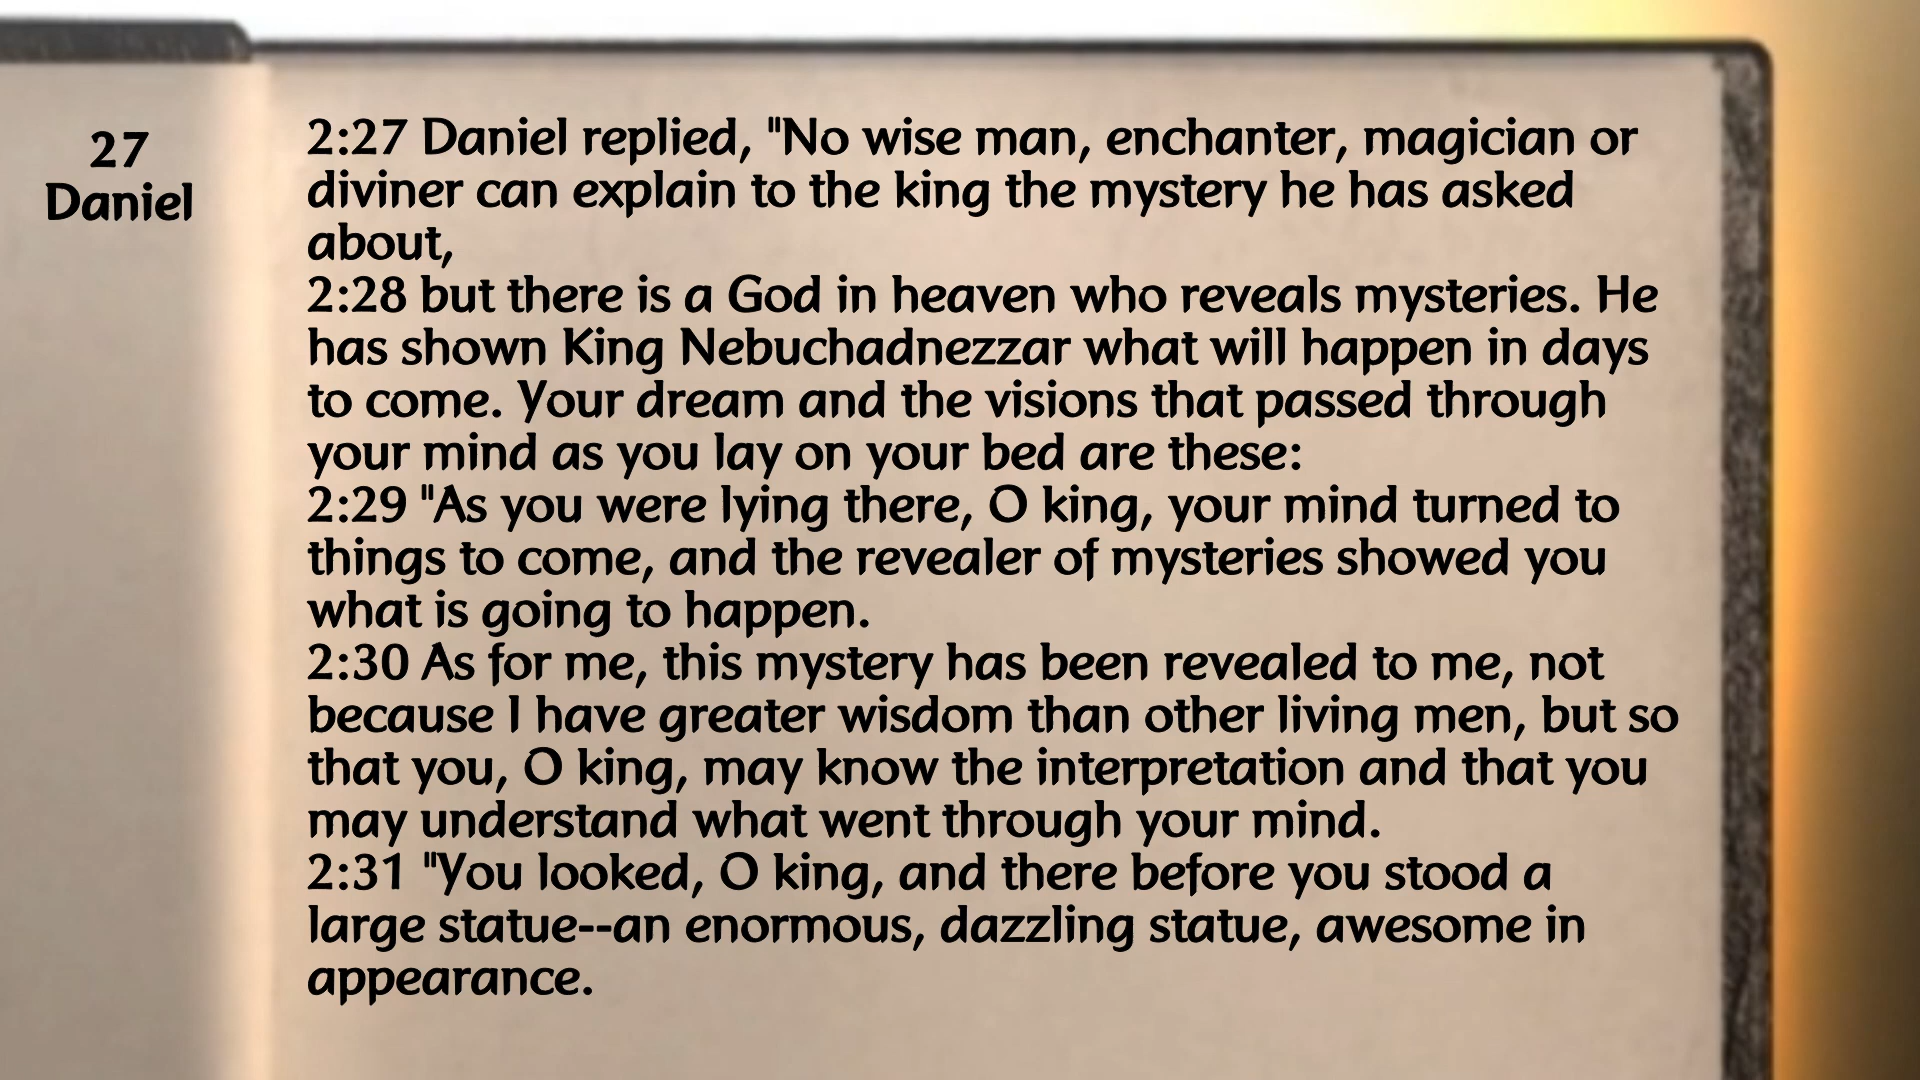 27
Daniel
2:27 Daniel replied, "No wise man, enchanter, magician or
diviner can explain to the king the mystery he has asked
about,
2:28 but there is a God in heaven who reveals mysteries. He
has shown King Nebuchadnezzar what will happen in days
to come. Your dream and the visions that passed through
your mind as you lay on your bed are these:
2:29 "As you were lying there, O king, your mind turned to
things to come, and the revealer of mysteries showed you
what is going to happen.
2:30 As for me, this mystery has been revealed to me, not
because I have greater wisdom than other living men, but so
that you, O king, may know the interpretation and that you
may understand what went through your mind.
2:31 "You looked, O king, and there before you stood a
large statue--an enormous, dazzling statue, awesome in
appearance.